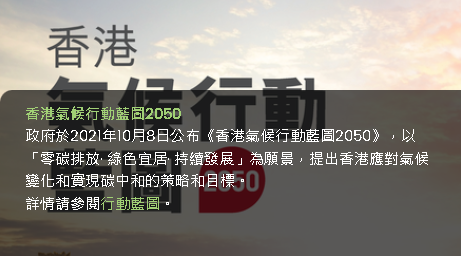 香港
氣候行動
藍圖
2050
香港氣候行動藍圖2050
政府於2021年10月8日公布《香港氣候行動藍圖2050》，以
「零碳排放·綠色宜居·持續發展」為願景，提出香港應對氣候
變化和實現碳中和的策略和目標。
詳情請參閱行動藍圖。